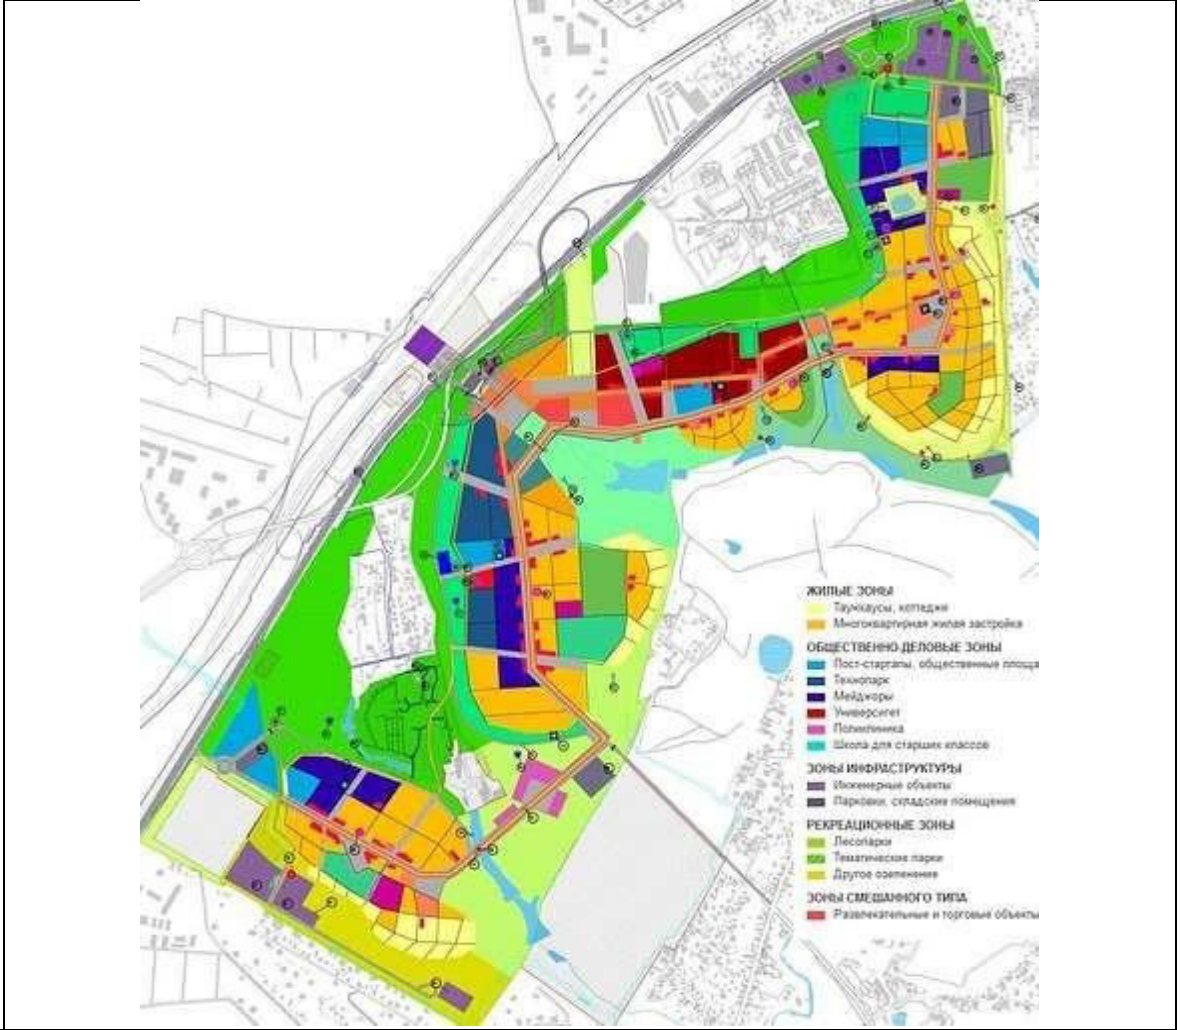 ЖИЛЫЕ ЗОНЫ
Таунхаусы, коттеджи
Многоквартирная жилая застройка
ОБЩЕСТВЕННО-ДЕЛОВЫЕ ЗОНЫ
Пост-стартапы, общественные площа
Технопарк
Мейджоры
Университет
Поликлиника
Школа для старших классов
ЗОНЫ ИНФРАСТРУКТУРЫ
Инженерные объекты
Парковки, складские помещения
РЕКРЕАЦИОННЫЕ ЗОНЫ
Лесопарки
Тематические парки
Другое озеленение
ЗОНЫ СМЕШАННОГО ТИПА
Развлекательные и торговые объекты